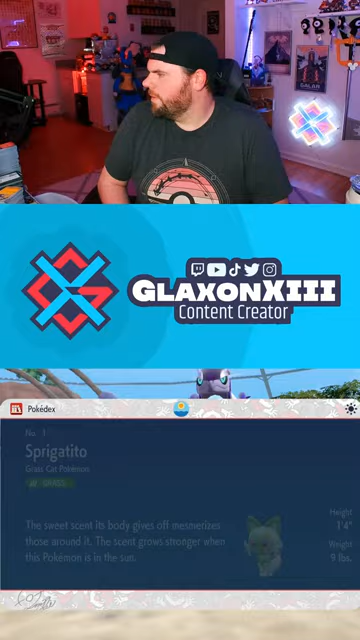 SALAR
GLAXONXIII
Content Creator
Pokédex
No. 1
Sprigatito
Grass Cat Pokémon
GRASS
The sweet scent its body gives off mesmerizes
those around it. The scent grows stronger when
this Pokémon is in the sun.
Height
1'4"
Weight
9 lbs.